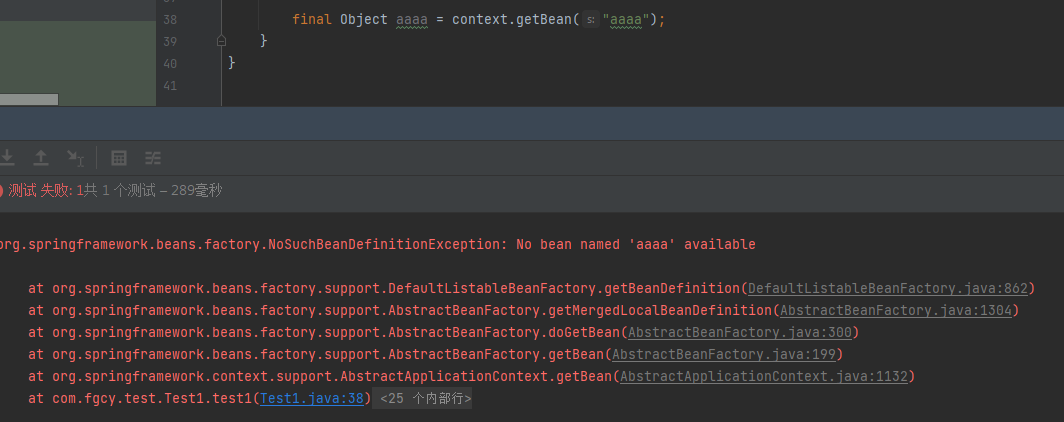 38 final Object aaaa = context.getBean( s: "aaaa");
39 }
40 }
41
测试 失败: 1共 1 个测试 – 289毫秒
org.springframework.beans.factory.NoSuchBeanDefinitionException: No bean named 'aaaa' available
at org.springframework.beans.factory.support.DefaultListableBeanFactory.getBeanDefinition(DefaultListableBeanFactory.java:862)
at org.springframework.beans.factory.support.AbstractBeanFactory.getMergedLocalBeanDefinition(AbstractBeanFactory.java:1304)
at org.springframework.beans.factory.support.AbstractBeanFactory.doGetBean(AbstractBeanFactory.java:300)
at org.springframework.beans.factory.support.AbstractBeanFactory.getBean(AbstractBeanFactory.java:199)
at org.springframework.context.support.AbstractApplicationContext.getBean(AbstractApplicationContext.java:1132)
at com.fgcy.test.Test1.test1(Test1.java:38) <25 个内部行>